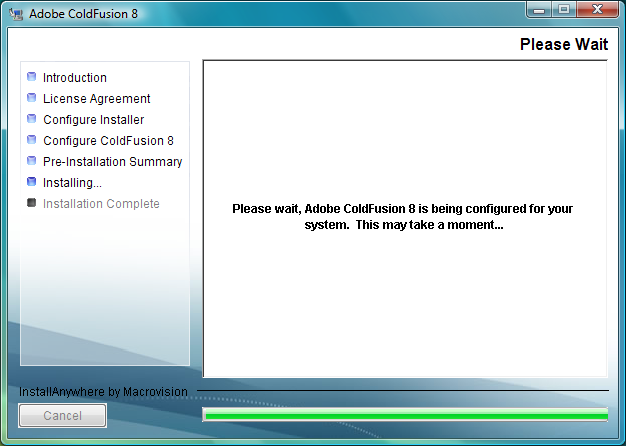 Adobe ColdFusion 8
Please Wait
Introduction
License Agreement
Configure Installer
Configure ColdFusion 8
Pre-Installation Summary
Installing...
Installation Complete
Please wait, Adobe ColdFusion 8 is being configured for your
system.  This may take a moment...
InstallAnywhere by Macrovision
Cancel